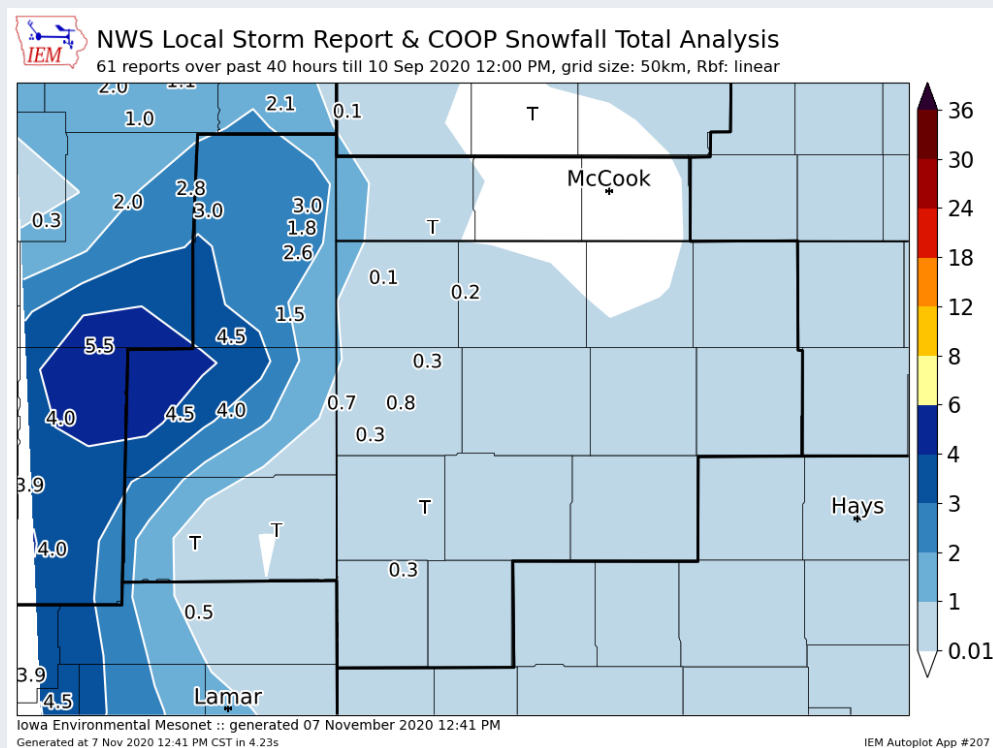 IEM
NWS Local Storm Report & COOP Snowfall Total Analysis
61 reports over past 40 hours till 10 Sep 2020 12:00 PM, grid size: 50km, Rbf: linear
2.0 1.1
2.1 0.1 T
1.0
36
30
24
18
12
8
6
4
3
2
1
0.01
McCook
2.8
2.0 3.0 3.0
0.3 1.8 T
2.6
0.1
0.2
1.5
4.5
5.5
0.3
4.0 4.5 4.0 0.7 0.8
0.3
3.9
T Hays
T T
4.0
0.3
0.5
3.9
4.5 Lamar
Iowa Environmental Mesonet :: generated 07 November 2020 12:41 PM
Generated at 7 Nov 2020 12:41 PM CST in 4.23s
IEM Autoplot App #207